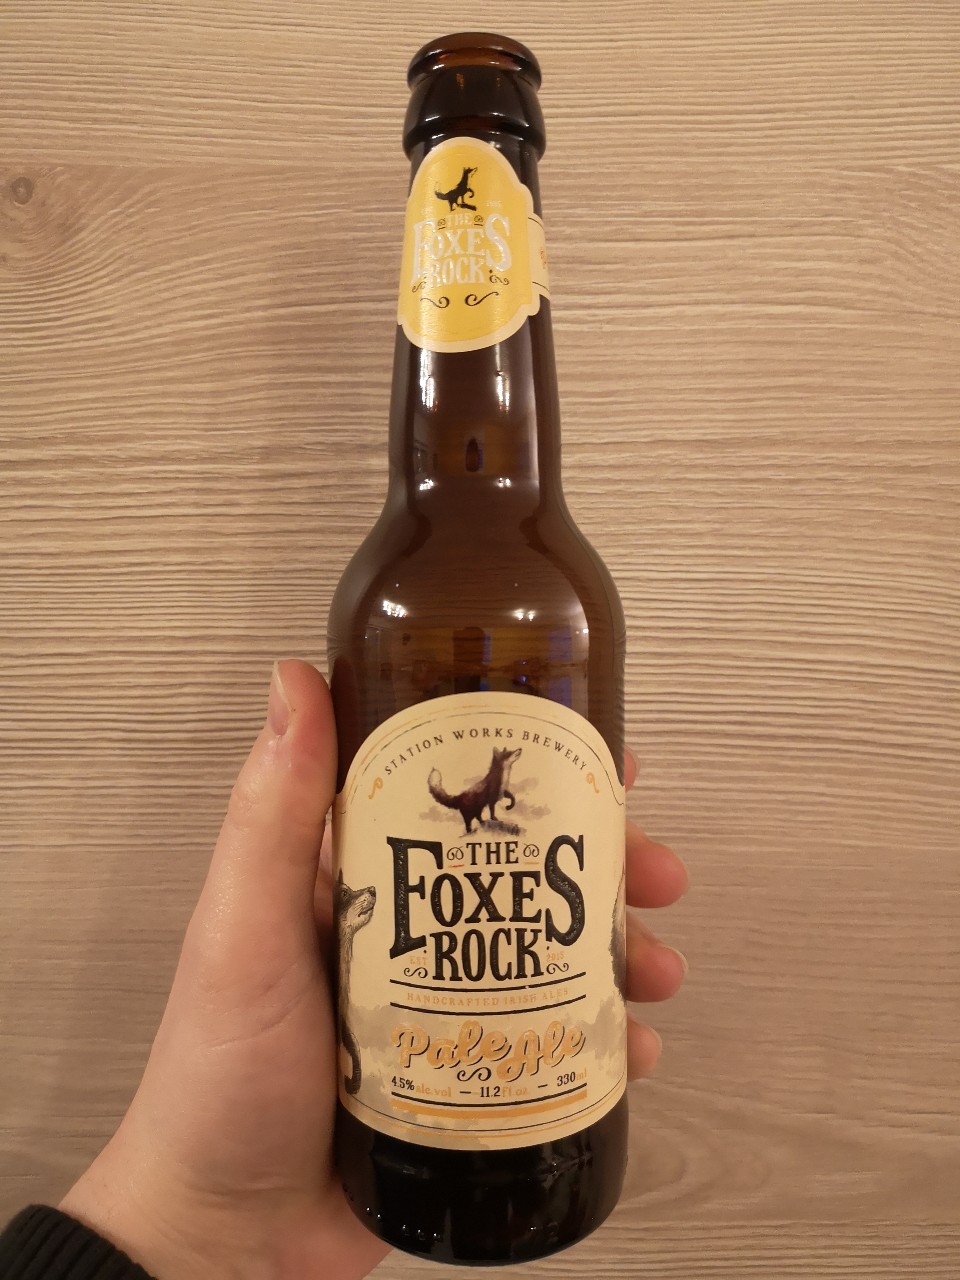 THE
FOXES
ROCK
STATION WORKS BREWERY
THE
FOXES
ROCK
EST 2015
HANDCRAFTED IRISH ALES
Pale Ale
4.5% alc.vol — 11.2 fl oz — 330ml